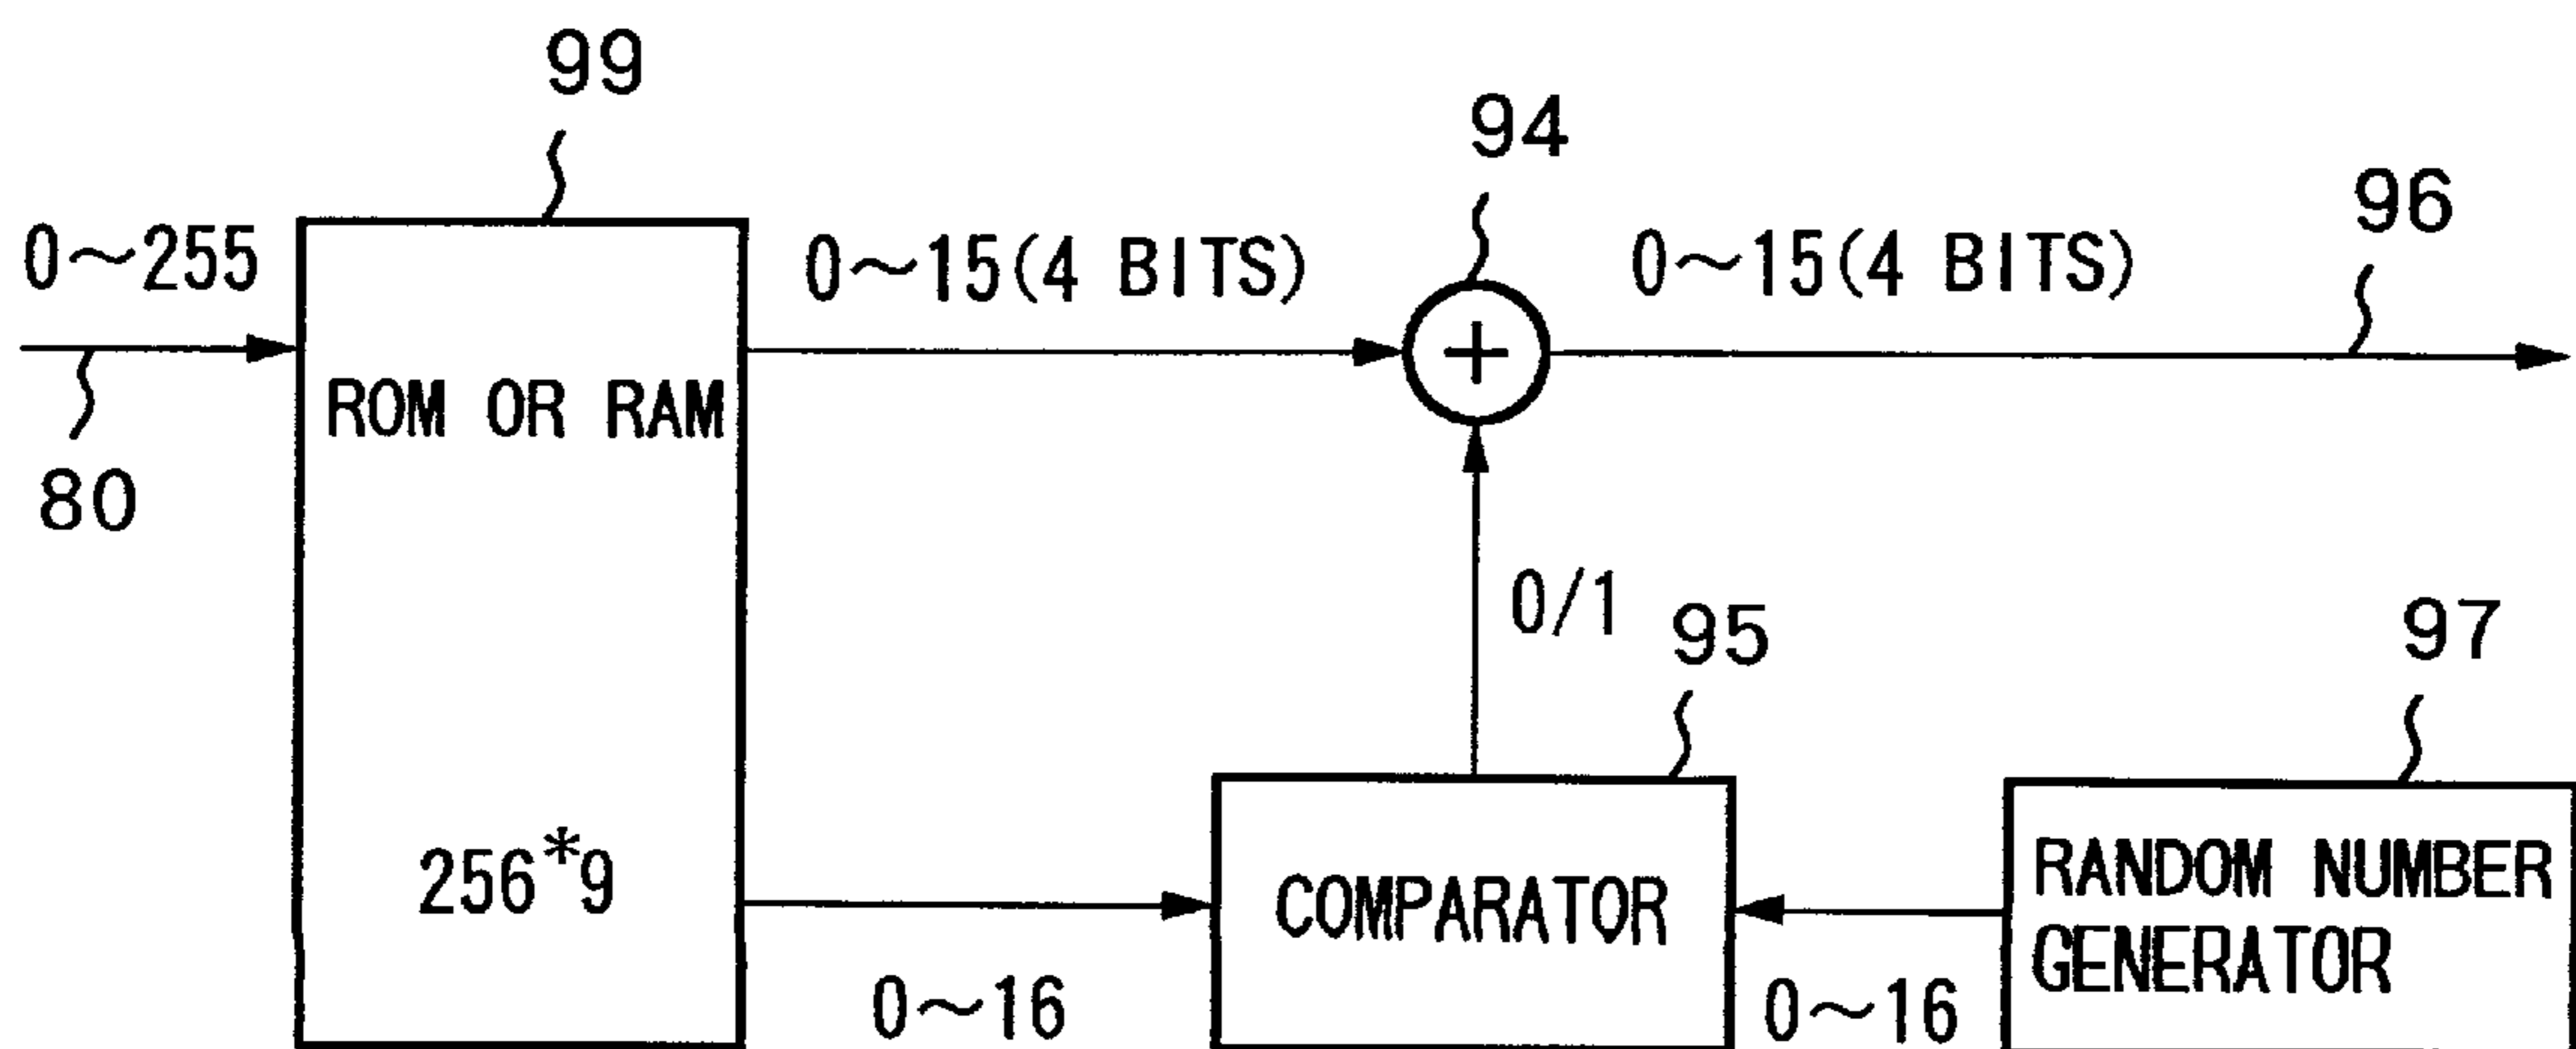 99
94
96
0~255
0~15(4 BITS)
0~15(4 BITS)
+
ROM OR RAM
80
0/1
95
97
256*9
COMPARATOR
RANDOM NUMBER
GENERATOR
0~16
0~16